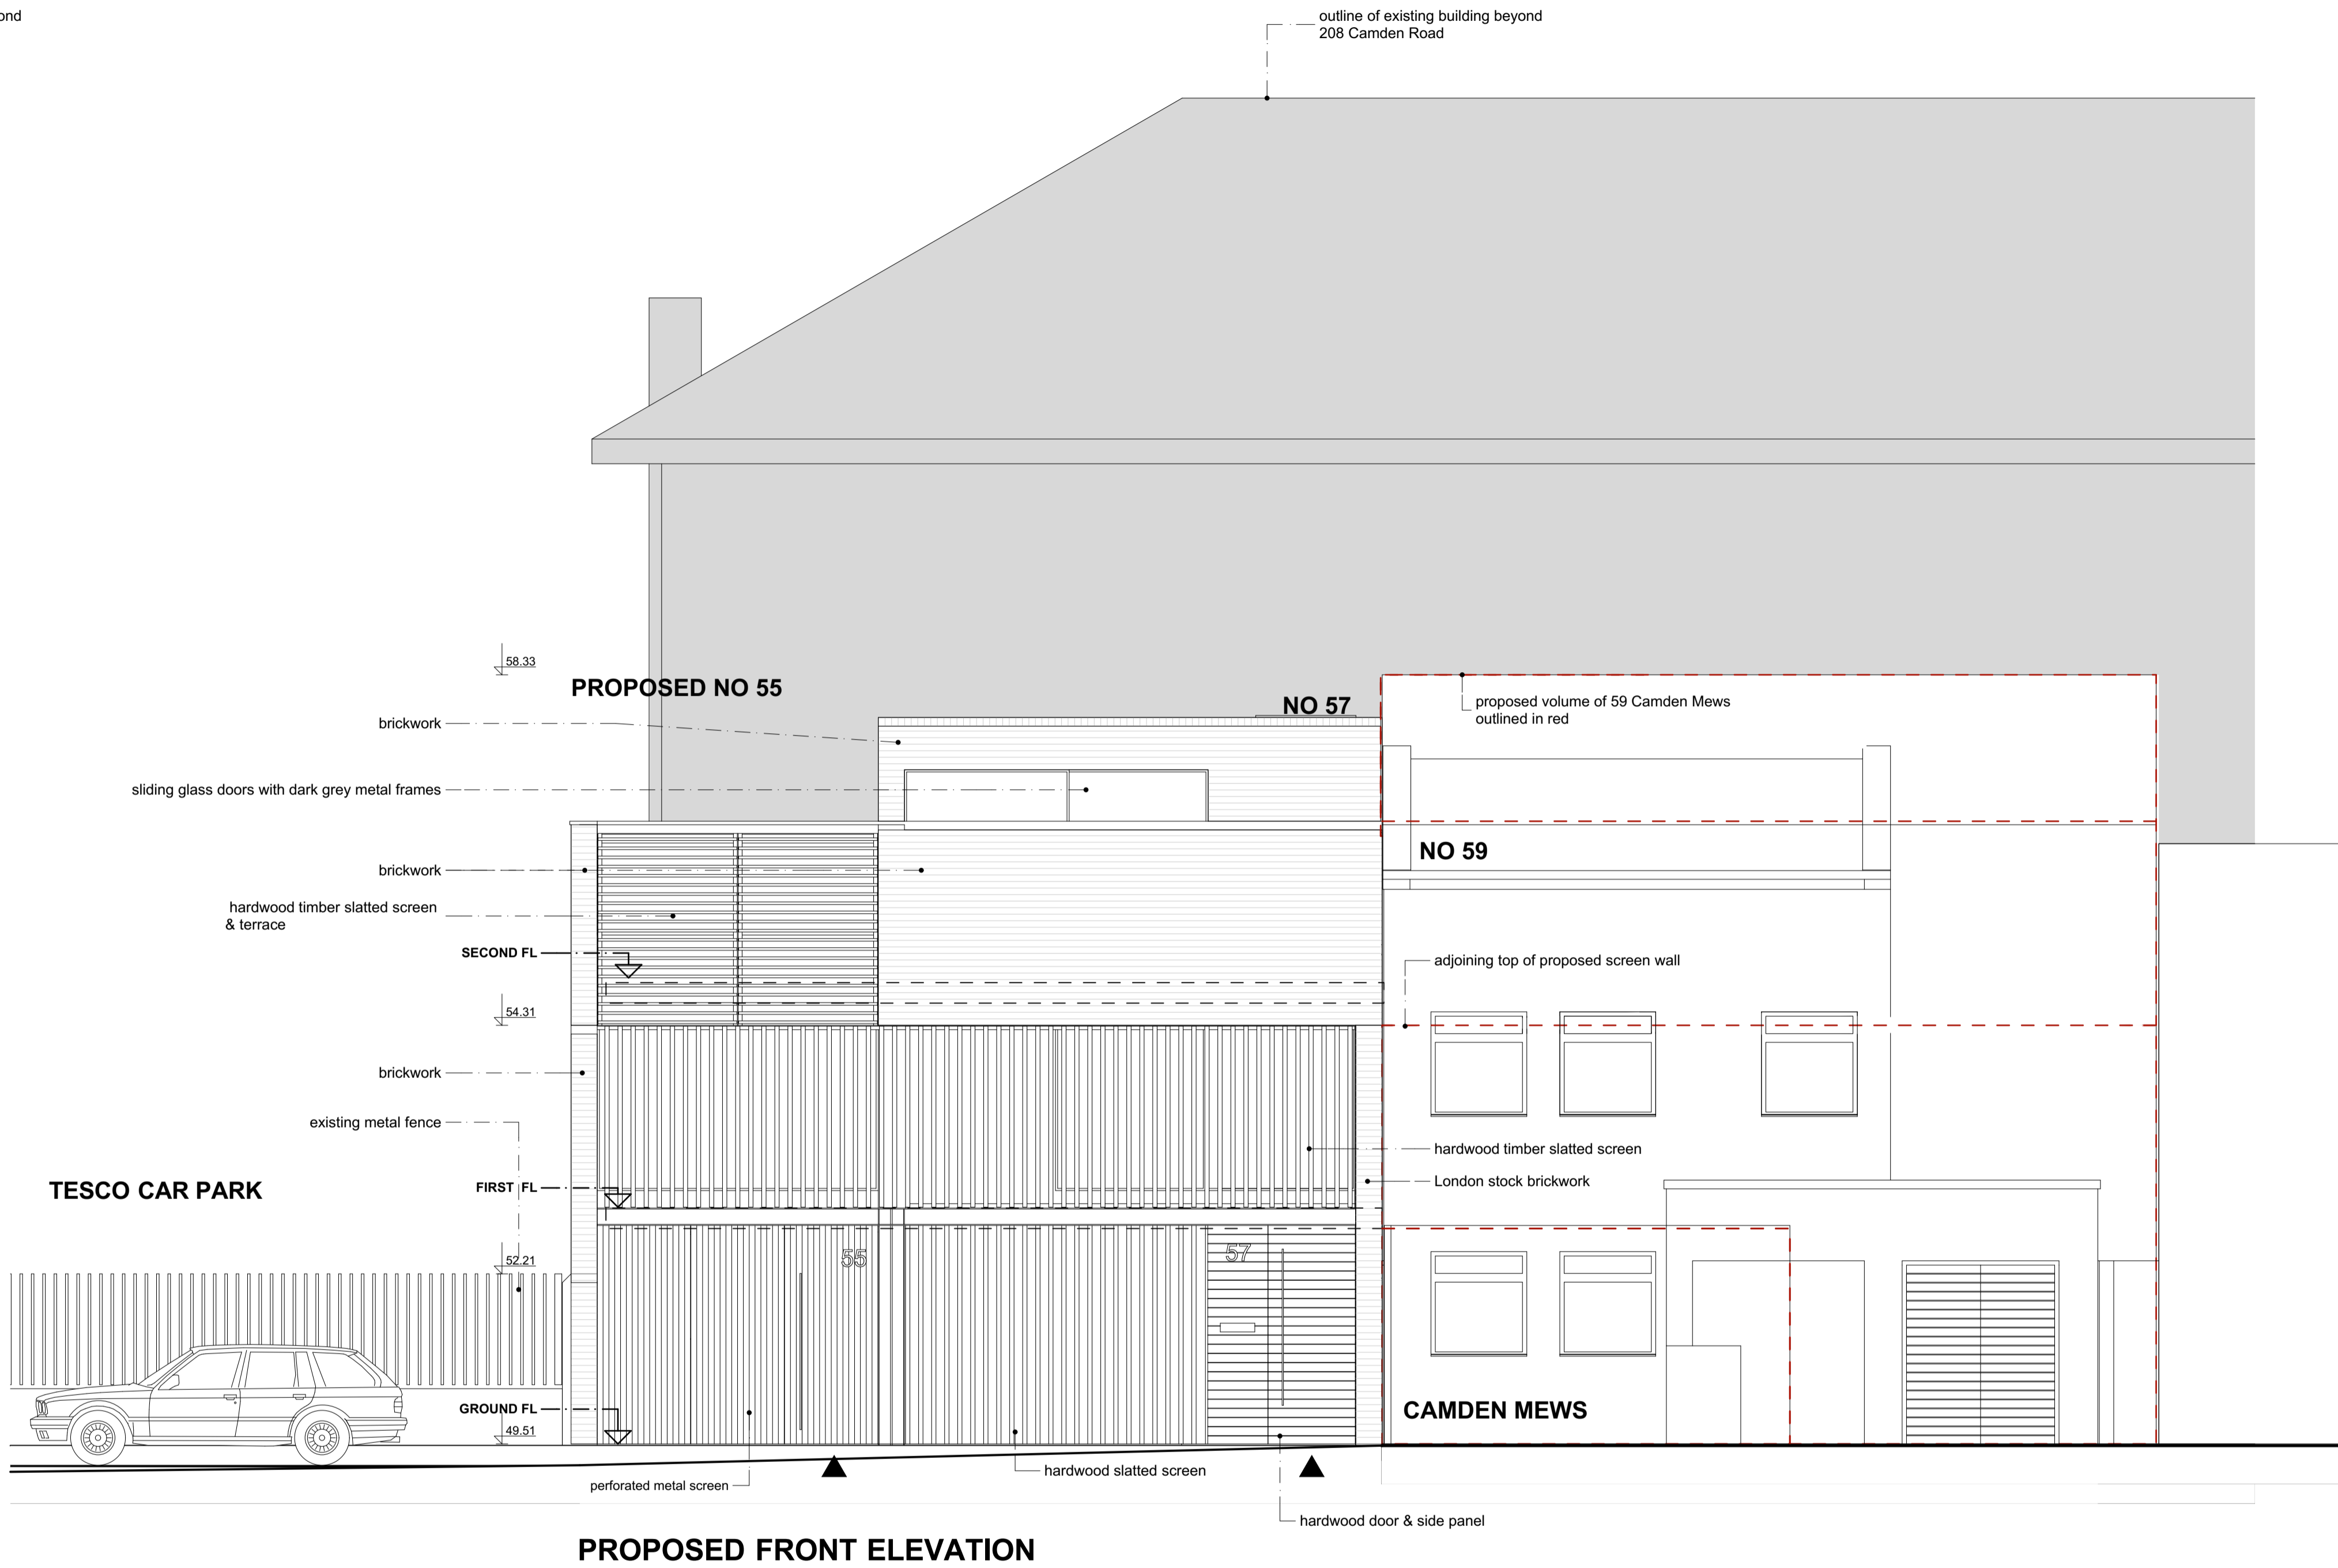 ond
outline of existing building beyond
208 Camden Road
58.33
PROPOSED NO 55
NO 57
proposed volume of 59 Camden Mews
outlined in red
brickwork
sliding glass doors with dark grey metal frames
NO 59
brickwork
hardwood timber slatted screen
& terrace
SECOND FL
adjoining top of proposed screen wall
54.31
brickwork
existing metal fence
hardwood timber slatted screen
TESCO CAR PARK
FIRST FL
London stock brickwork
55
57
52.21
GROUND FL
CAMDEN MEWS
49.51
perforated metal screen
hardwood slatted screen
hardwood door & side panel
PROPOSED FRONT ELEVATION